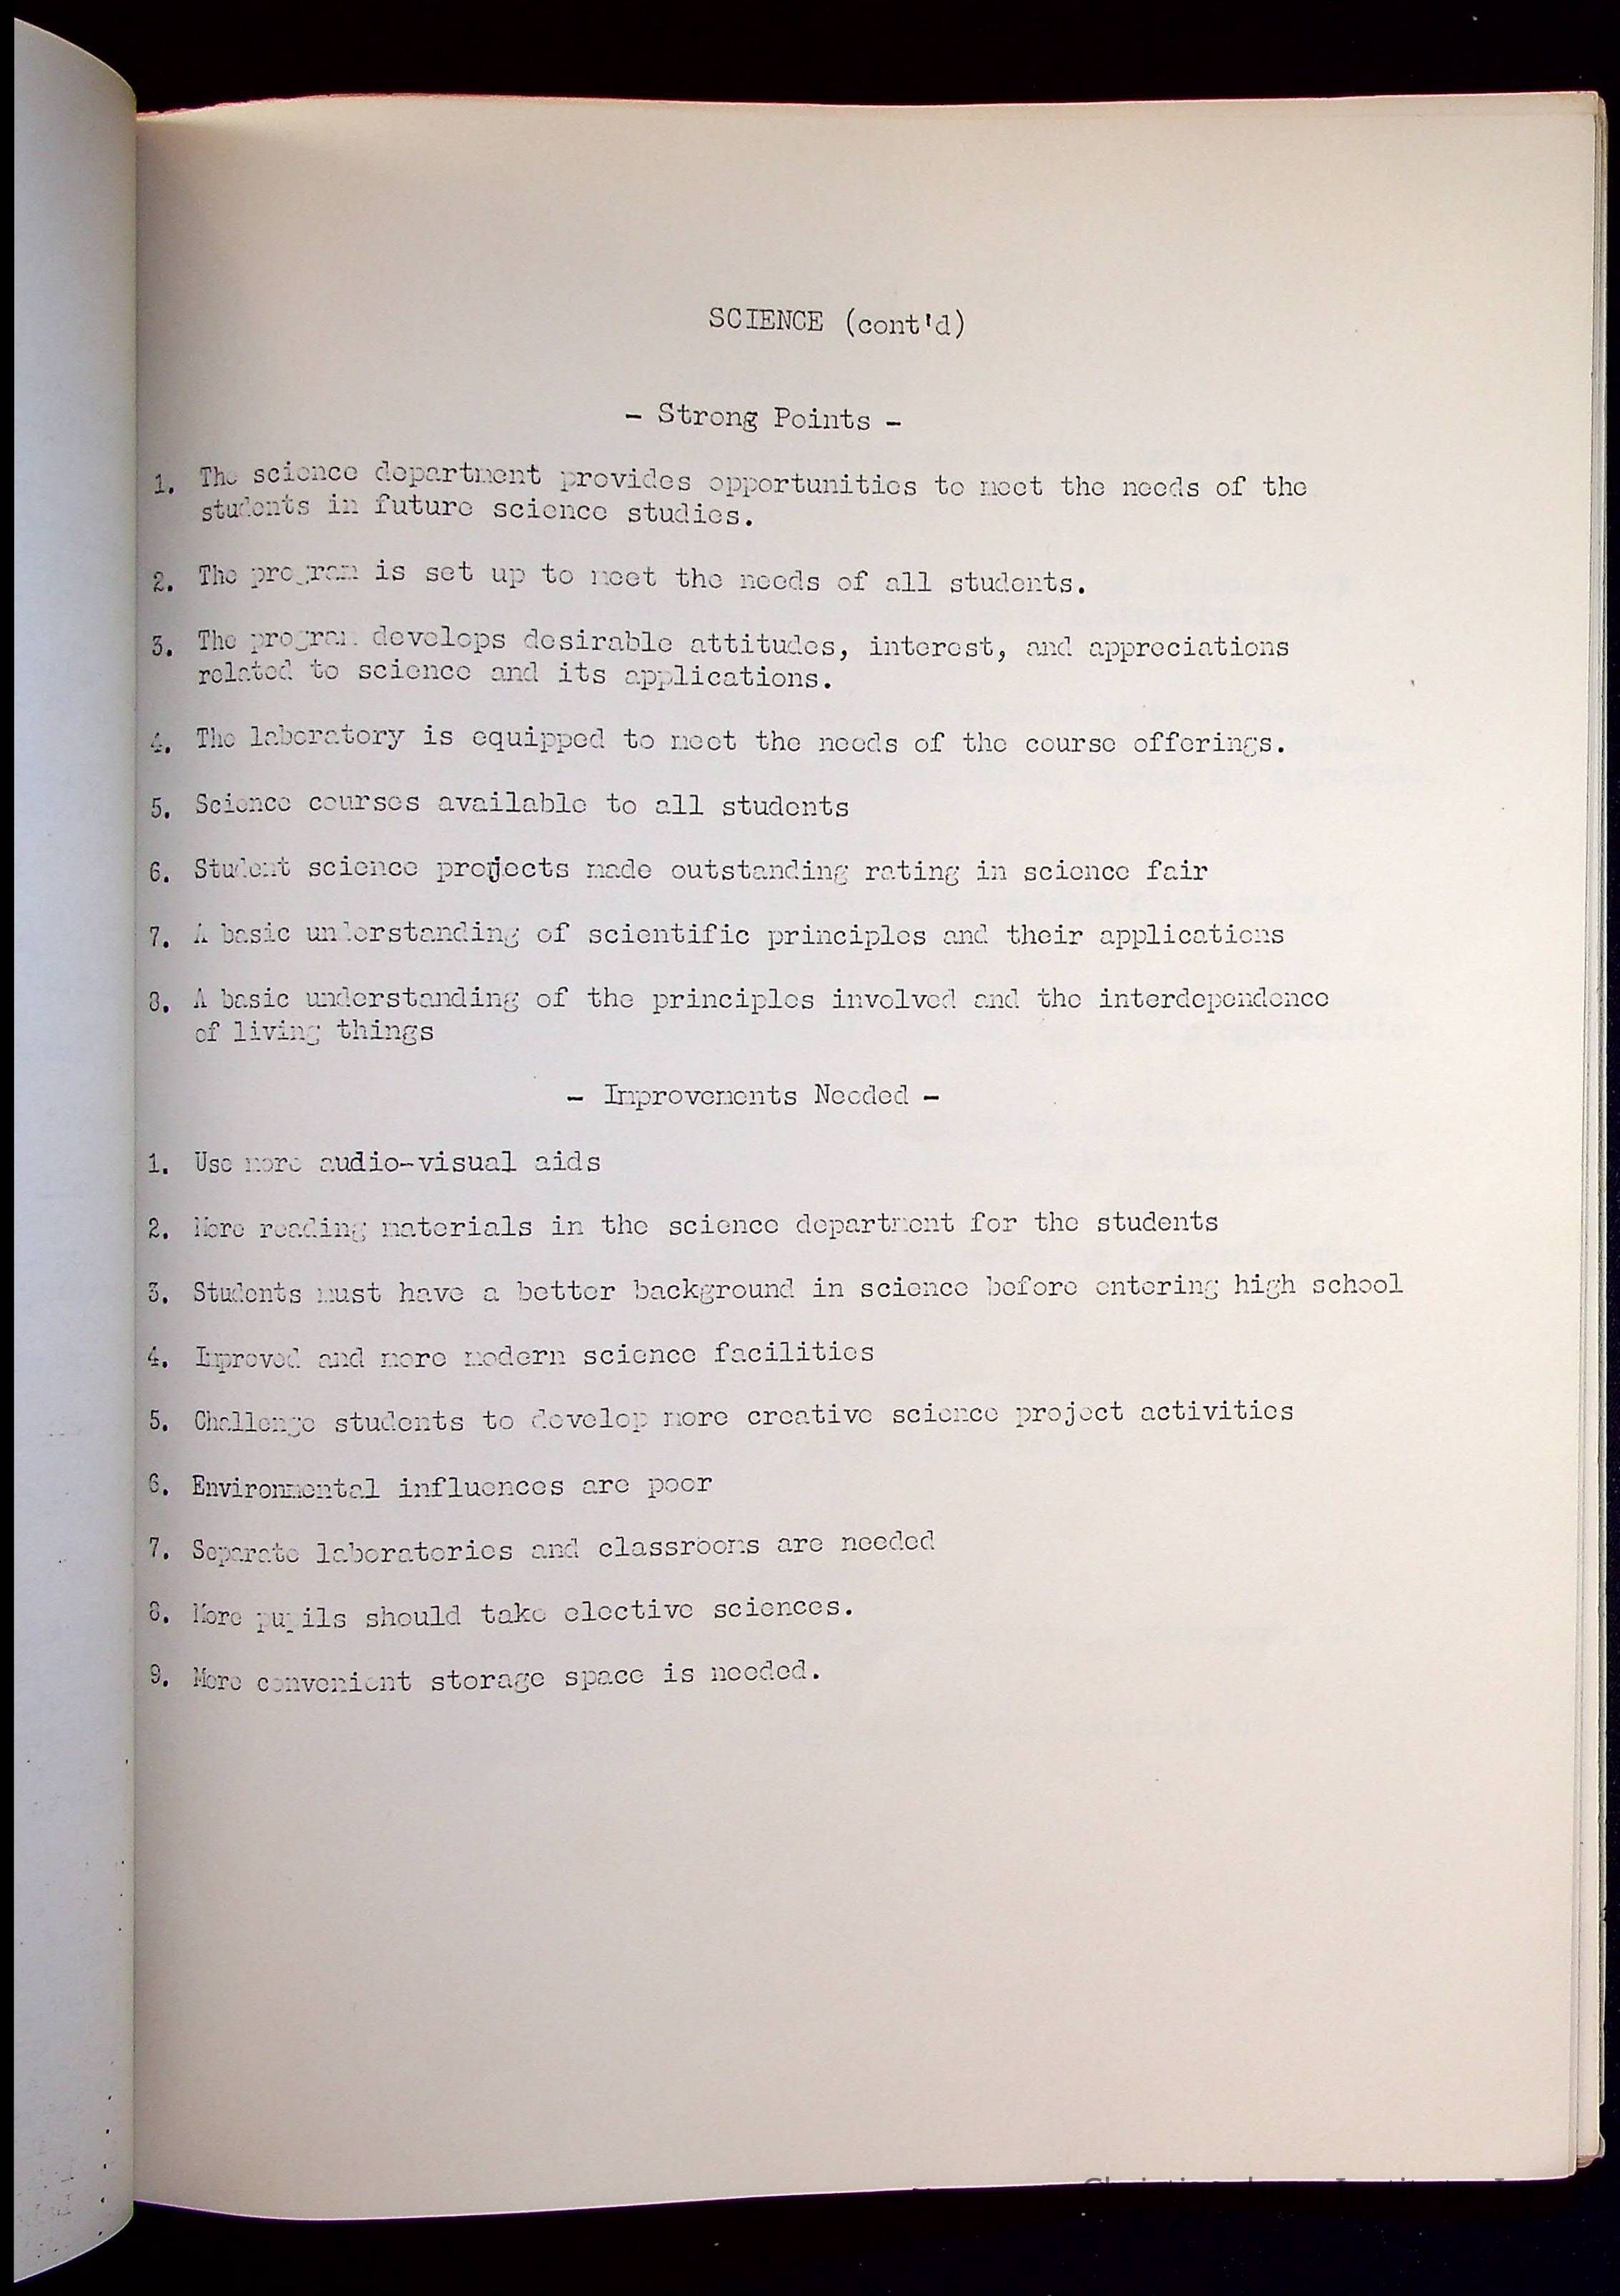 SCIENCE (cont'd)
- Strong Points -
1. The science department provides opportunities to meet the needs of the
students in future science studies.
2. The program is set up to meet the needs of all students.
3. The program develops desirable attitudes, interest, and appreciations
related to science and its applications.
4. The laboratory is equipped to meet the needs of the course offerings.
5. Science courses available to all students
6. Student science projects made outstanding rating in science fair
7. A basic understanding of scientific principles and their applications
8. A basic understanding of the principles involved and the interdependence
of living things
- Improvements Needed -
1. Use more audio-visual aids
2. More reading materials in the science department for the students
3. Students must have a better background in science before entering high school
4. Improved and more modern science facilities
5. Challenge students to develop more creative science project activities
6. Environmental influences are poor
7. Separate laboratories and classrooms are needed
8. More pupils should take elective sciences.
9. More convenient storage space is needed.